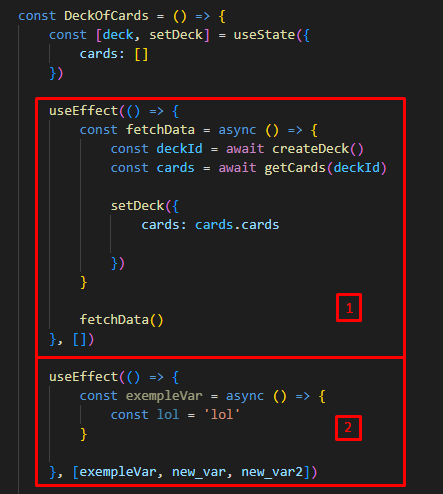 const DeckOfCards = () => {
const [deck, setDeck] = useState({
cards: []
})
useEffect(() => {
const fetchData = async () => {
const deckId = await createDeck()
const cards = await getCards(deckId)
setDeck({
cards: cards.cards
})
}
1
fetchData()
}, [])
useEffect(() => {
const exempleVar = async () => {
const lol = 'lol'
2
}
}, [exempleVar, new_var, new_var2])